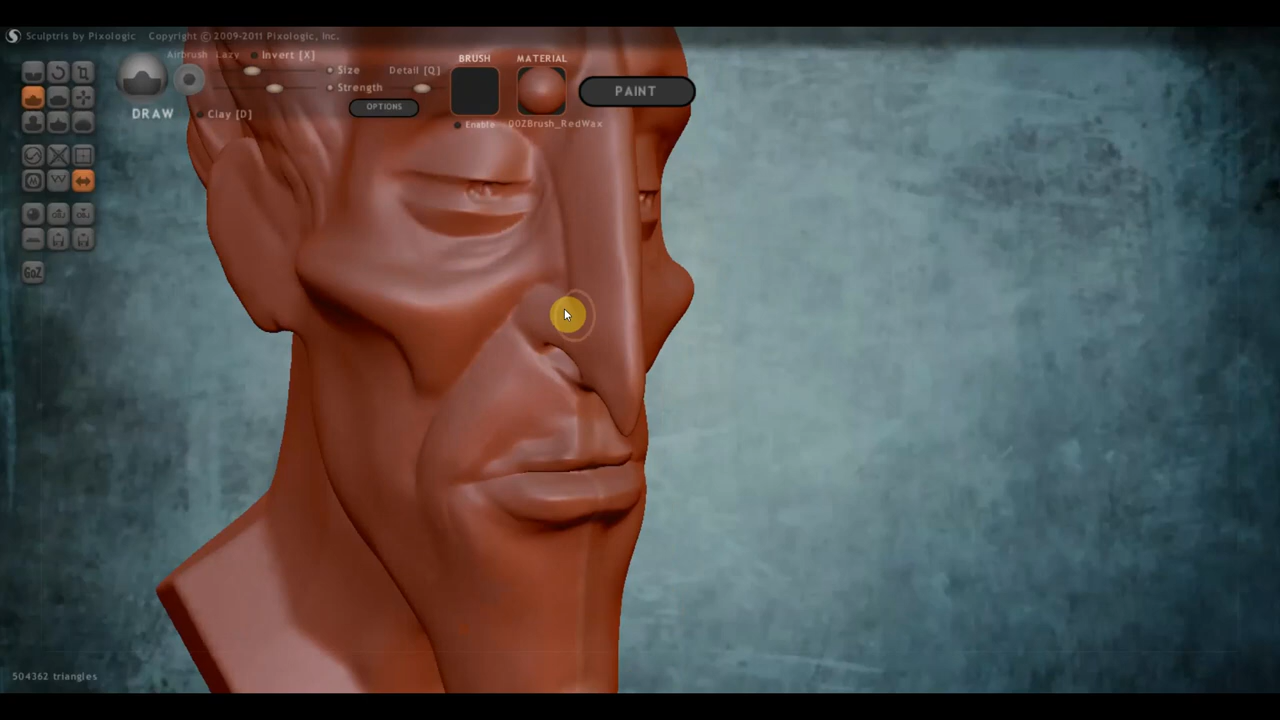 Sculptris by Pixologic Copyright © 2009-2011 Pixologic, Inc.
Airbrush Lazy Invert [X]
Size Detail [Q]
Strength
OPTIONS
DRAW Clay [D]
BRUSH
Enable
MATERIAL
00ZBrush_RedWax
PAINT
GoZ
504362 triangles